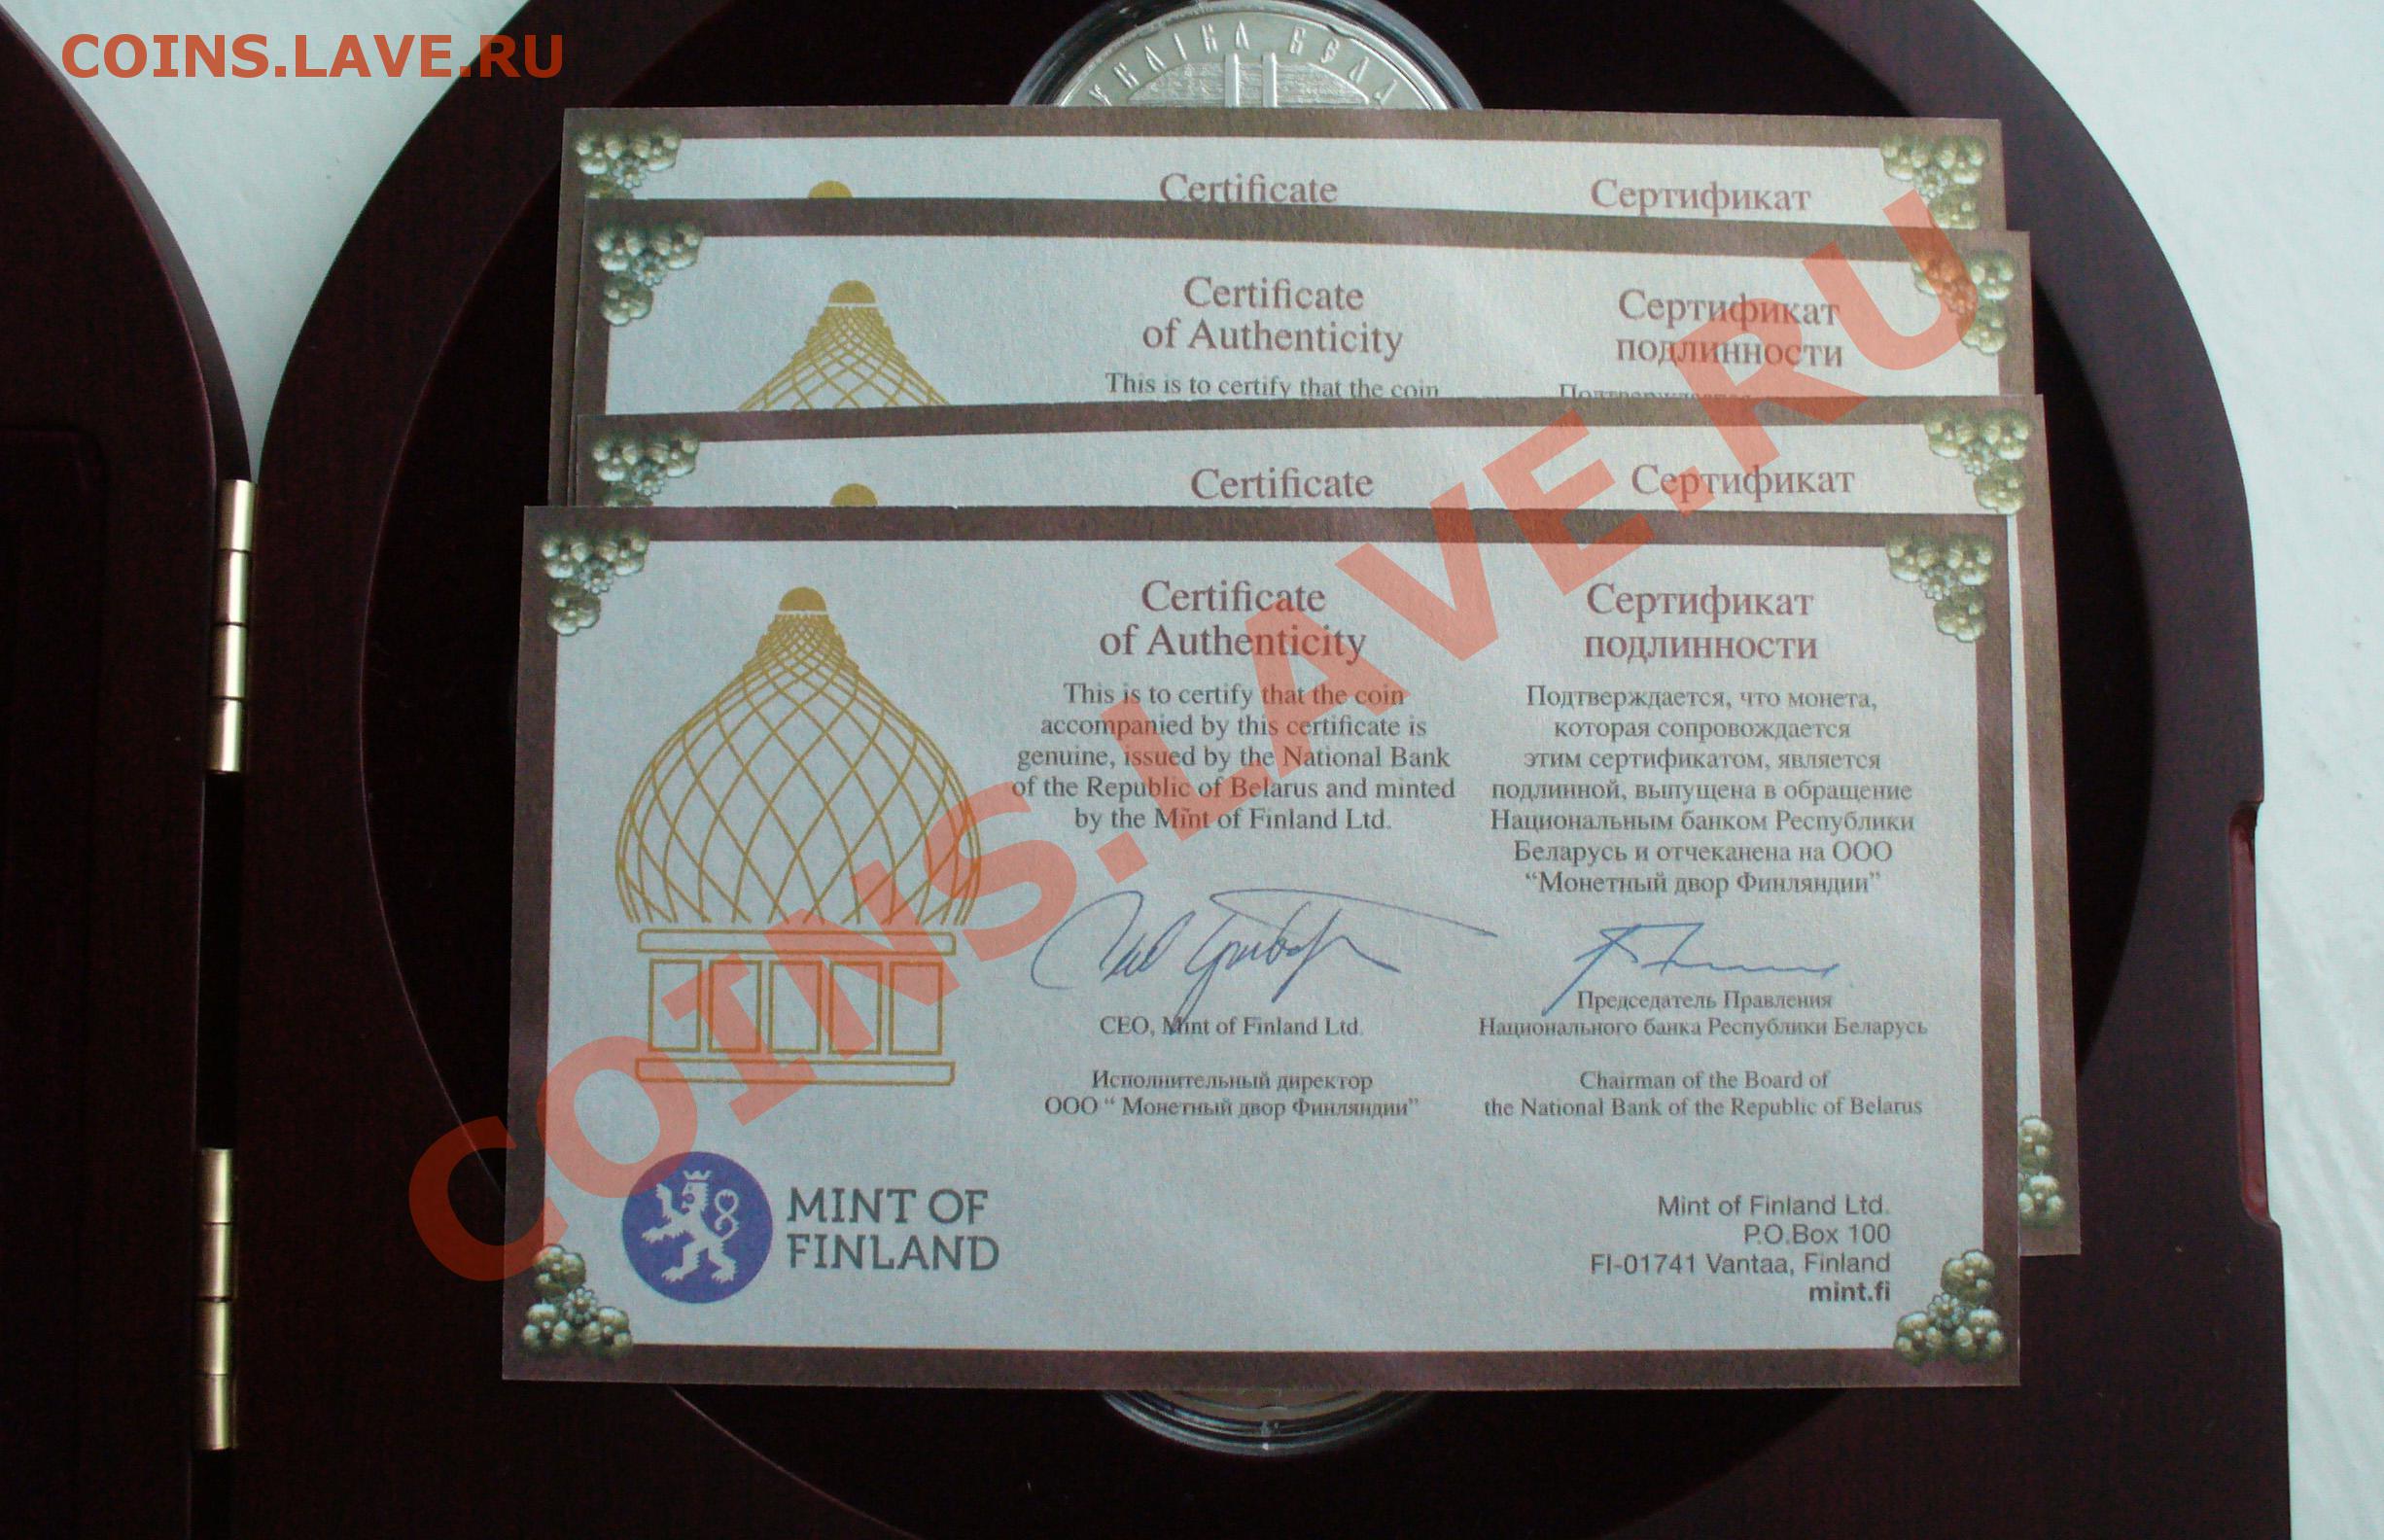 COINS.LAVE.RU
УБЛІКА БЕЛА
Certificate
Сертификат
Certificate
of Authenticity
This is to certify that the coin
Сертификат
подлинности
Подтверждается
Certificate
Сертификат
Certificate
of Authenticity
This is to certify that the coin
accompanied by this certificate is
genuine, issued by the National Bank
of the Republic of Belarus and minted
by the Mint of Finland Ltd.
CEO, Mint of Finland Ltd.
Исполнительный директор
ООО “ Монетный двор Финляндии”
Сертификат
подлинности
Подтверждается, что монета,
которая сопровождается
этим сертификатом, является
подлинной, выпущена в обращение
Национальным банком Республики
Беларусь и отчеканена на ООО
“Монетный двор Финляндии”
Председатель Правления
Национального банка Республики Беларусь
Chairman of the Board of
the National Bank of the Republic of Belarus
MINT OF
FINLAND
Mint of Finland Ltd.
P.O.Box 100
FI-01741 Vantaa, Finland
mint.fi
COINS.LAVE.RU